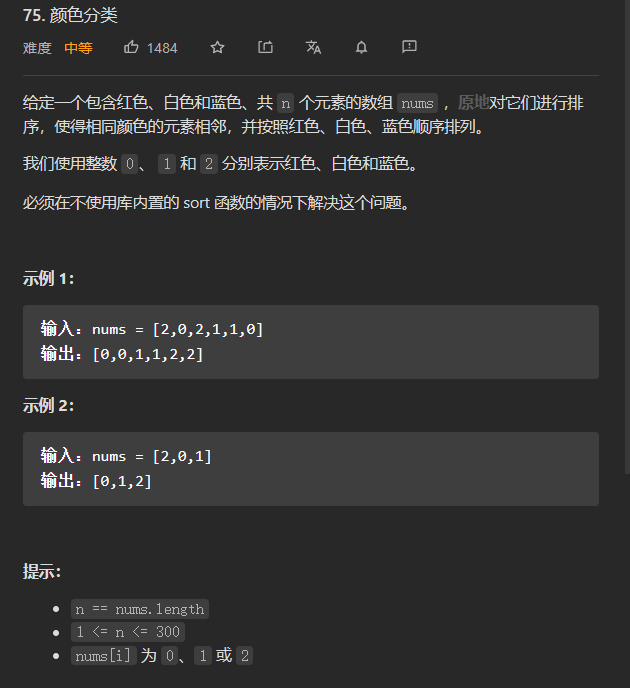 75. 颜色分类
难度 中等 1484
给定一个包含红色、白色和蓝色、共 n 个元素的数组 nums ，原地对它们进行排
序，使得相同颜色的元素相邻，并按照红色、白色、蓝色顺序排列。
我们使用整数 0、 1 和 2 分别表示红色、白色和蓝色。
必须在不使用库内置的 sort 函数的情况下解决这个问题。
示例 1：
输入：nums = [2,0,2,1,1,0]
输出：[0,0,1,1,2,2]
示例 2：
输入：nums = [2,0,1]
输出：[0,1,2]
提示：
• n == nums.length
• 1 <= n <= 300
• nums[i] 为 0、1 或 2